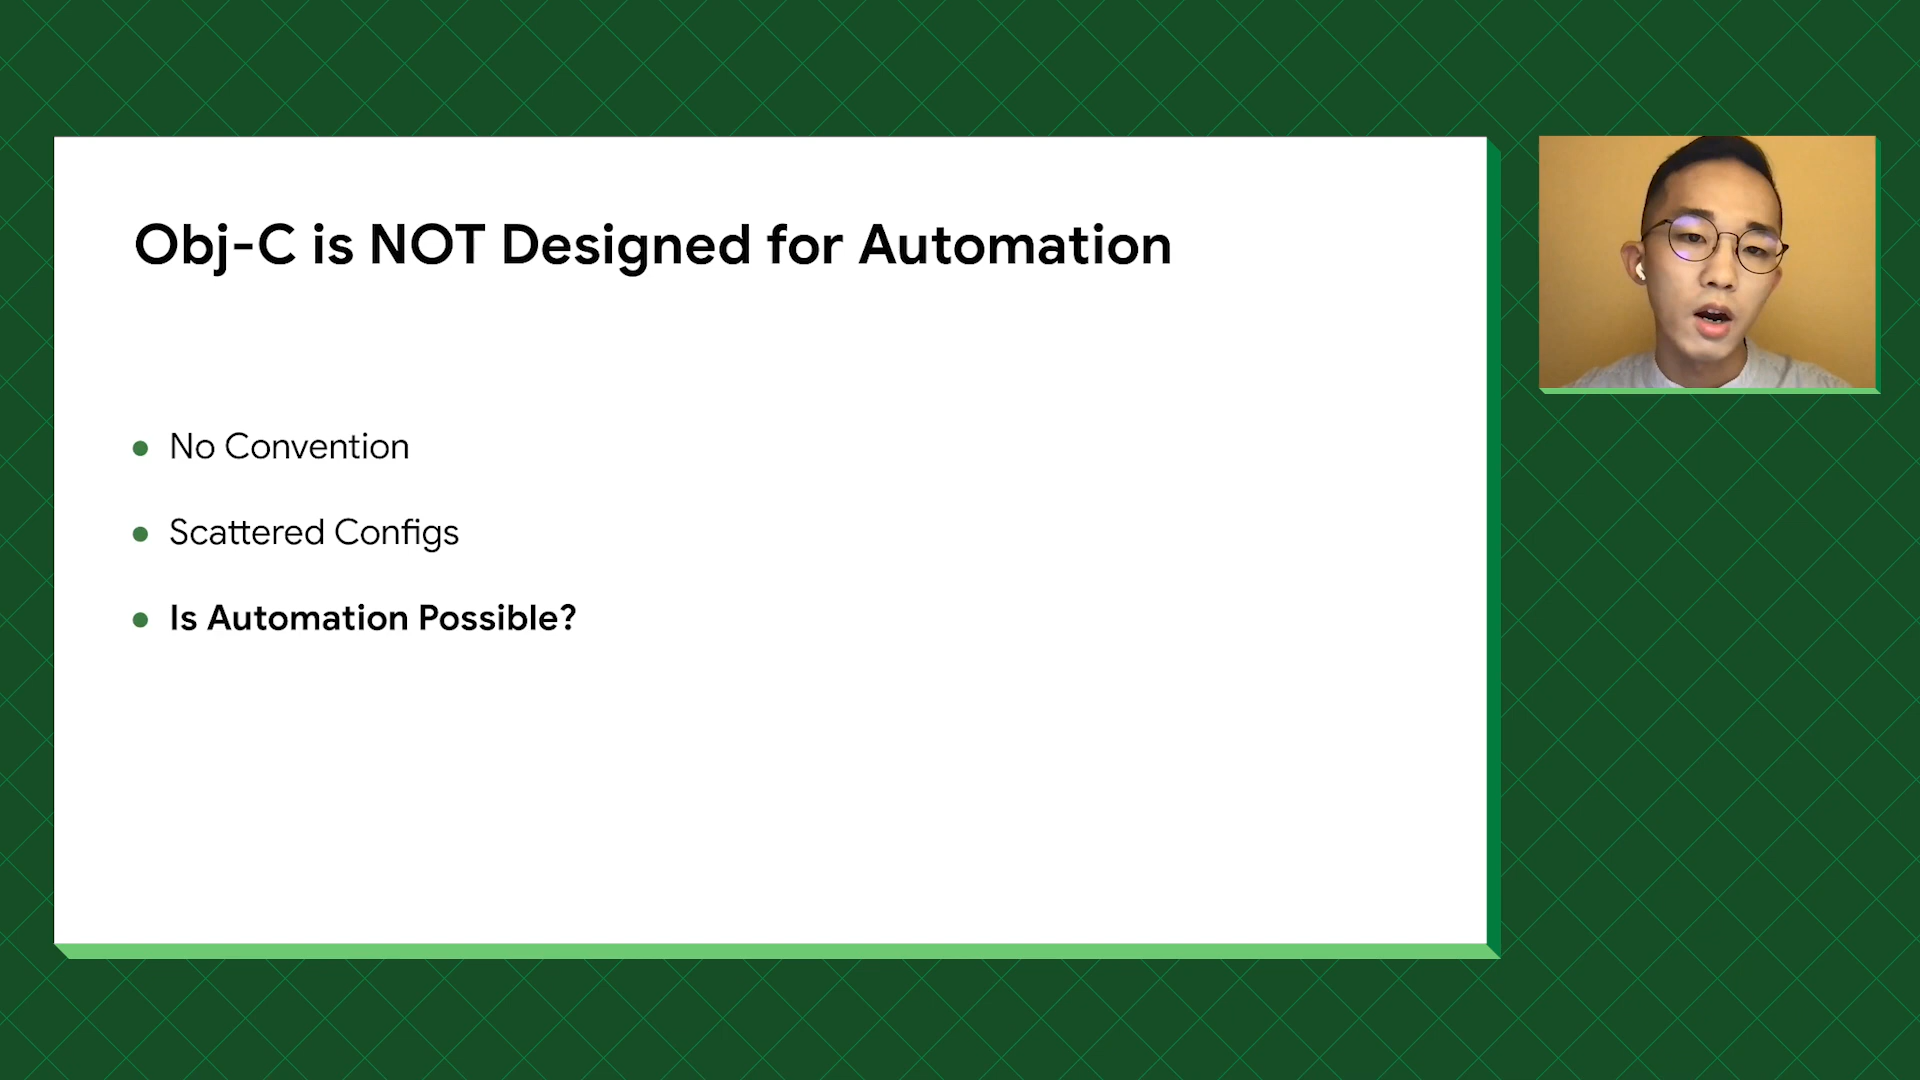 Obj-C is NOT Designed for Automation
No Convention
Scattered Configs
Is Automation Possible?